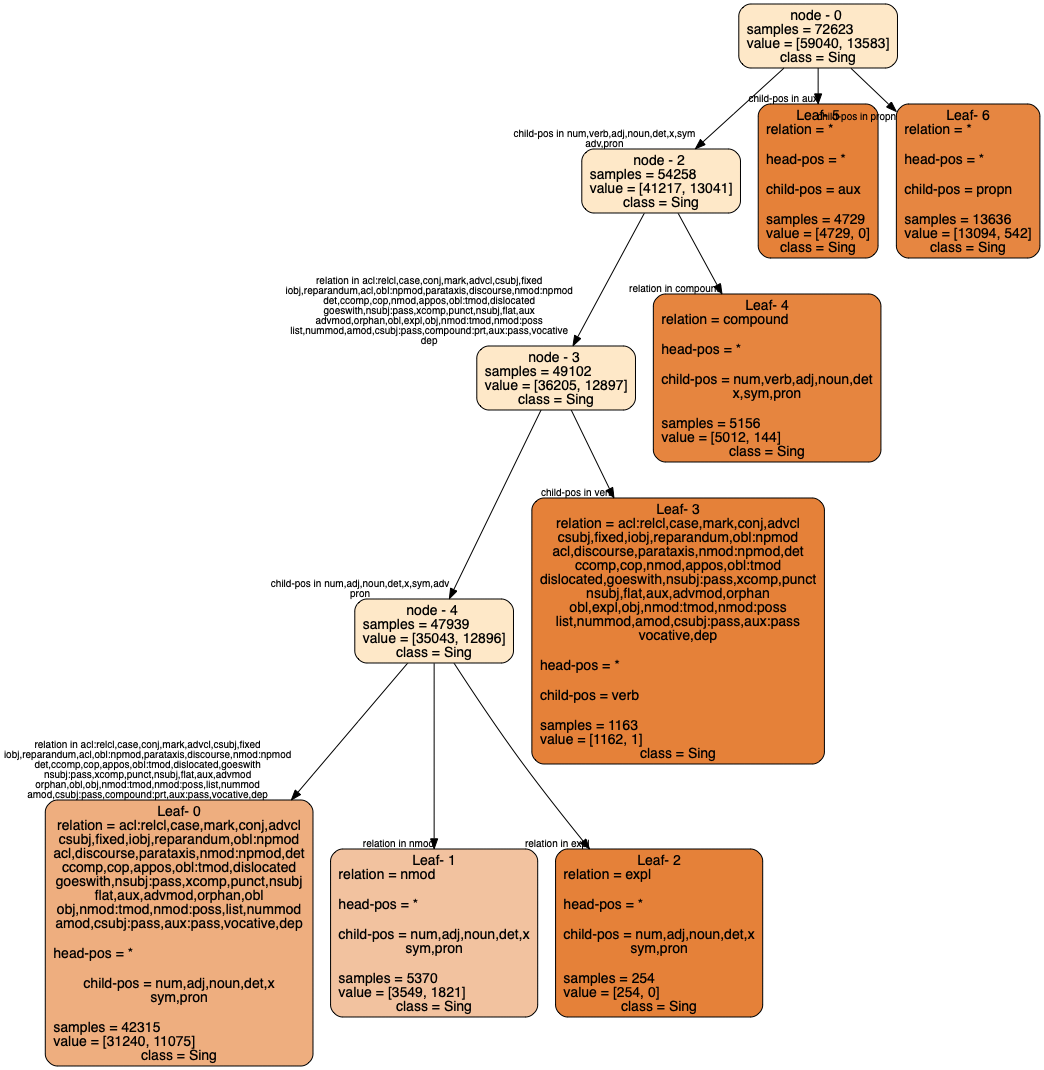 node - 0
samples = 72623
value = [59040, 13583]
class = Sing
child-pos in aux
child-pos in propn
child-pos in num,verb,adj,noun,det,x,sym
adv,pron
Leaf- 5
relation = *
head-pos = *
child-pos = aux
samples = 4729
value = [4729, 0]
class = Sing
Leaf- 6
relation = *
head-pos = *
child-pos = propn
samples = 13636
value = [13094, 542]
class = Sing
node - 2
samples = 54258
value = [41217, 13041]
class = Sing
relation in acl:relcl,case,conj,mark,advcl,csubj,fixed
iobj,reparandum,acl,obl:npmod,parataxis,discourse,nmod:npmod
det,ccomp,cop,nmod,appos,obl:tmod,dislocated
goeswith,nsubj:pass,xcomp,punct,nsubj,flat,aux
advmod,orphan,obl,expl,obj,nmod:tmod,nmod:poss
list,nummod,amod,csubj:pass,compound:prt,aux:pass,vocative
dep
relation in compound
Leaf- 4
relation = compound
head-pos = *
child-pos = num,verb,adj,noun,det
x,sym,pron
samples = 5156
value = [5012, 144]
class = Sing
node - 3
samples = 49102
value = [36205, 12897]
class = Sing
child-pos in verb
Leaf- 3
relation = acl:relcl,case,mark,conj,advcl
csubj,fixed,iobj,reparandum,obl:npmod
acl,discourse,parataxis,nmod:npmod,det
ccomp,cop,nmod,appos,obl:tmod
dislocated,goeswith,nsubj:pass,xcomp,punct
nsubj,flat,aux,advmod,orphan
obl,expl,obj,nmod:tmod,nmod:poss
list,nummod,amod,csubj:pass,aux:pass
vocative,dep
head-pos = *
child-pos = verb
samples = 1163
value = [1162, 1]
class = Sing
child-pos in num,adj,noun,det,x,sym,adv
pron
node - 4
samples = 47939
value = [35043, 12896]
class = Sing
relation in acl:relcl,case,conj,mark,advcl,csubj,fixed
iobj,reparandum,acl,obl:npmod,parataxis,discourse,nmod:npmod
det,ccomp,cop,appos,obl:tmod,dislocated,goeswith
nsubj:pass,xcomp,punct,nsubj,flat,aux,advmod
orphan,obl,obj,nmod:tmod,nmod:poss,list,nummod
amod,csubj:pass,compound:prt,aux:pass,vocative,dep
Leaf- 0
relation = acl:relcl,case,mark,conj,advcl
csubj,fixed,iobj,reparandum,obl:npmod
acl,discourse,parataxis,nmod:npmod,det
ccomp,cop,appos,obl:tmod,dislocated
goeswith,nsubj:pass,xcomp,punct,nsubj
flat,aux,advmod,orphan,obl
obj,nmod:tmod,nmod:poss,list,nummod
amod,csubj:pass,aux:pass,vocative,dep
head-pos = *
child-pos = num,adj,noun,det,x
sym,pron
samples = 42315
value = [31240, 11075]
class = Sing
relation in nmod
Leaf- 1
relation = nmod
head-pos = *
child-pos = num,adj,noun,det,x
sym,pron
samples = 5370
value = [3549, 1821]
class = Sing
relation in expl
Leaf- 2
relation = expl
head-pos = *
child-pos = num,adj,noun,det,x
sym,pron
samples = 254
value = [254, 0]
class = Sing